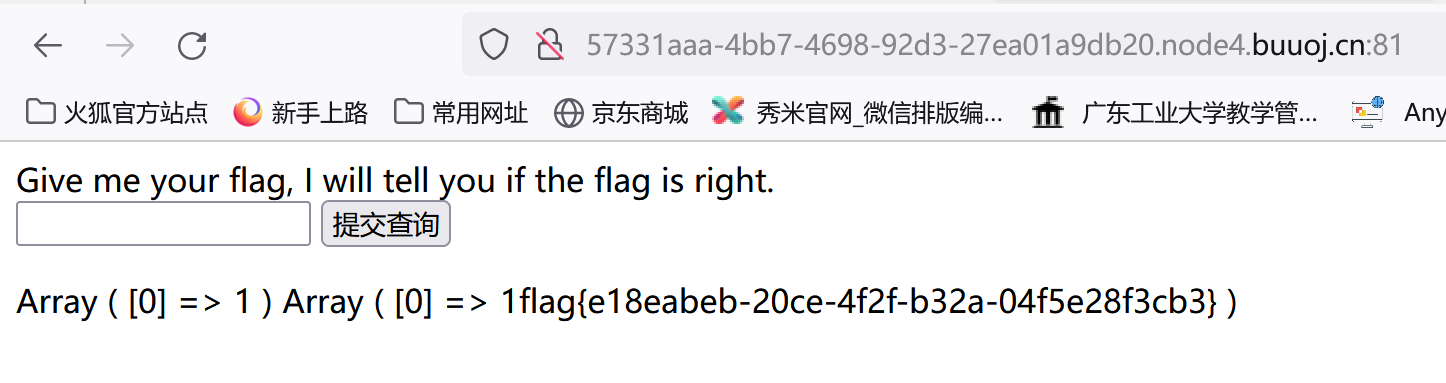 57331aaa-4bb7-4698-92d3-27ea01a9db20.node4.buuoj.cn:81
火狐官方站点 新手上路 常用网址 京东商城 秀米官网_微信排版编... 广东工业大学教学管... Any
Give me your flag, I will tell you if the flag is right.
提交查询
Array ( [0] => 1 ) Array ( [0] => 1flag{e18eabeb-20ce-4f2f-b32a-04f5e28f3cb3} )